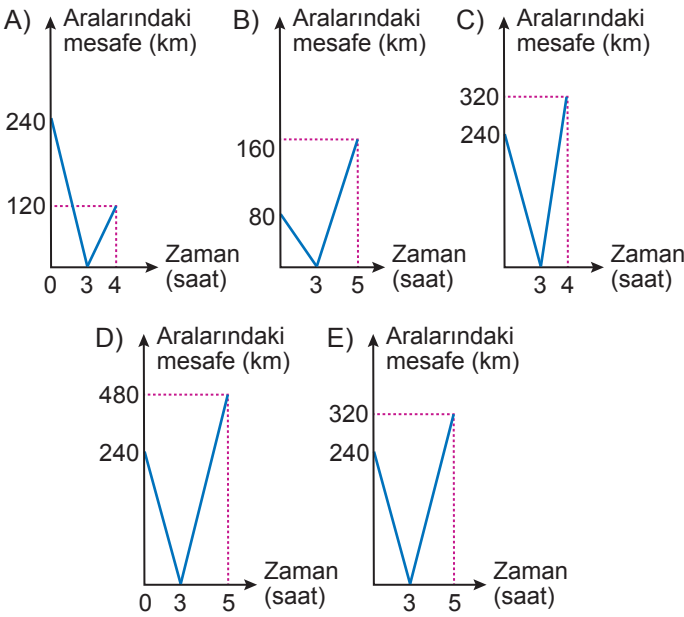 A) Aralarındaki
mesafe (km)
240
120
0 3 4
Zaman
(saat)
B) Aralarındaki
mesafe (km)
160
80
3 5
Zaman
(saat)
C) Aralarındaki
mesafe (km)
320
240
3 4
Zaman
(saat)
D) Aralarındaki
mesafe (km)
480
240
0 3 5
Zaman
(saat)
E) Aralarındaki
mesafe (km)
320
240
3 5
Zaman
(saat)